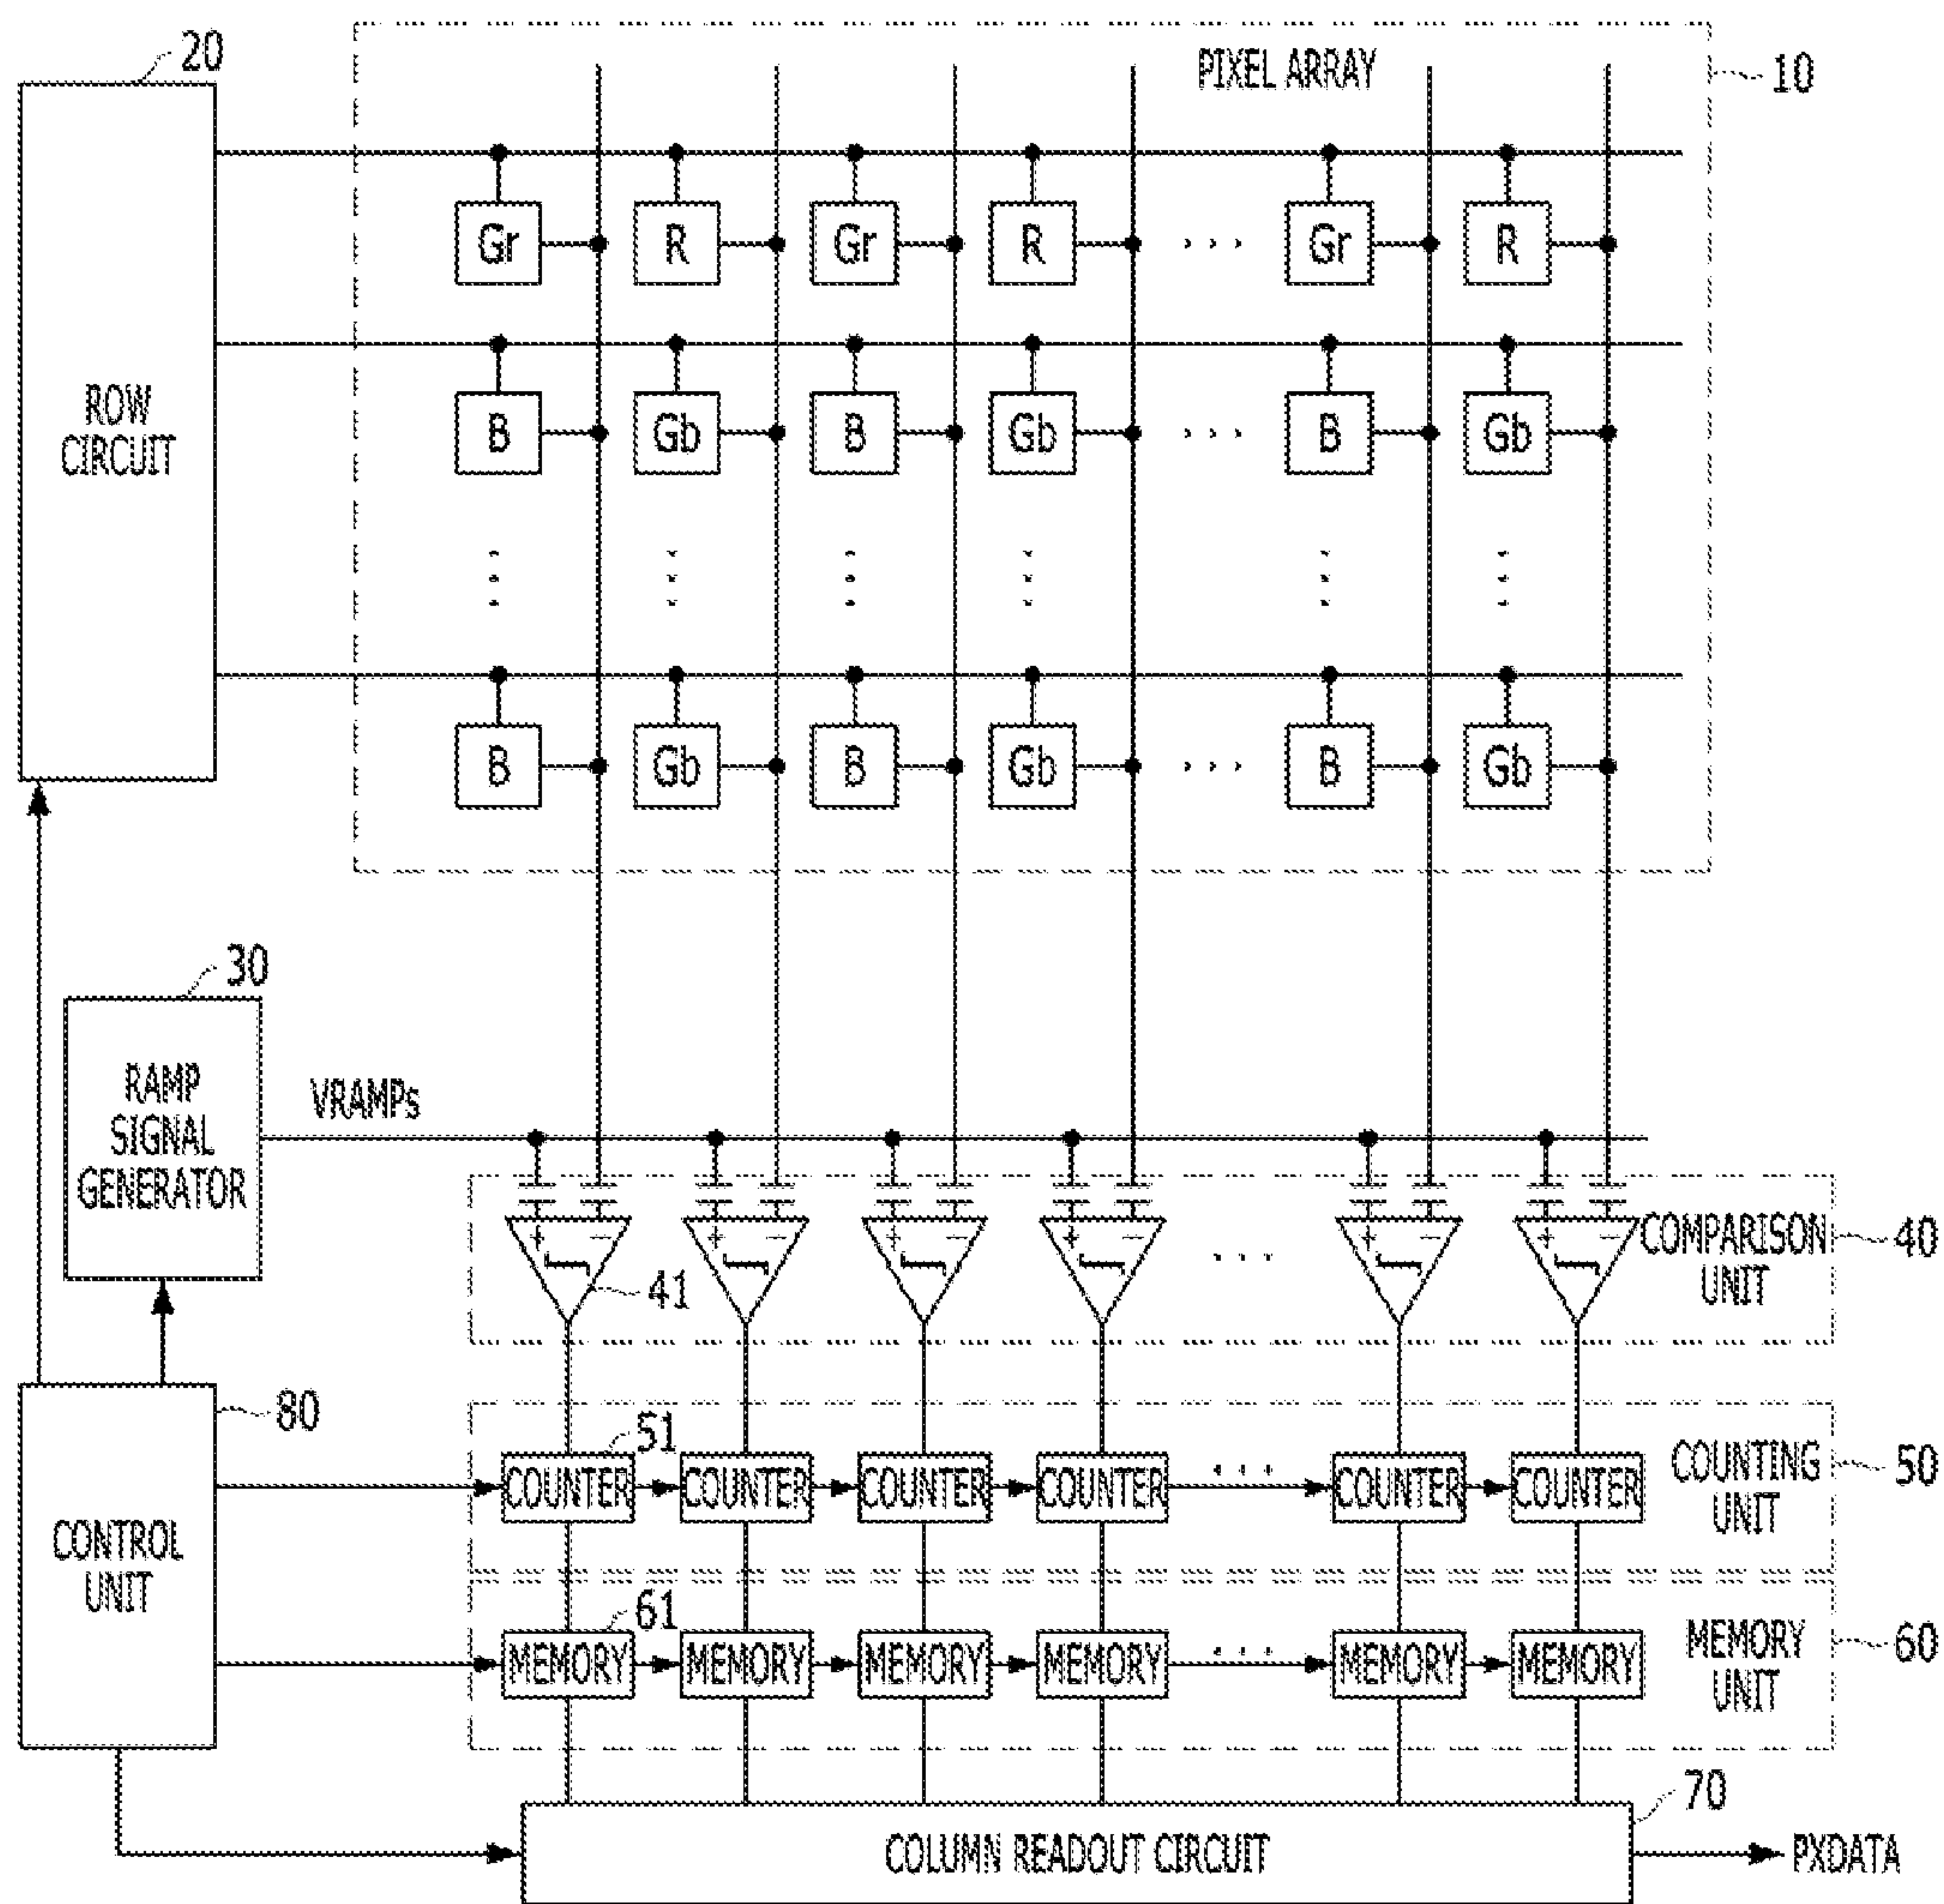 20
PIXEL ARRAY
10
Gr R Gr R ... Gr R
ROW
CIRCUIT
B Gb B Gb ... B Gb
B Gb B Gb ... B Gb
30
RAMP
SIGNAL
GENERATOR
VRAMPs
+ − + − + − + − ... + − + −
41
COMPARISON
UNIT
40
80
CONTROL
UNIT
51
COUNTER COUNTER COUNTER COUNTER ... COUNTER COUNTER
COUNTING
UNIT
50
61
MEMORY MEMORY MEMORY MEMORY ... MEMORY MEMORY
MEMORY
UNIT
60
70
COLUMN READOUT CIRCUIT
PXDATA